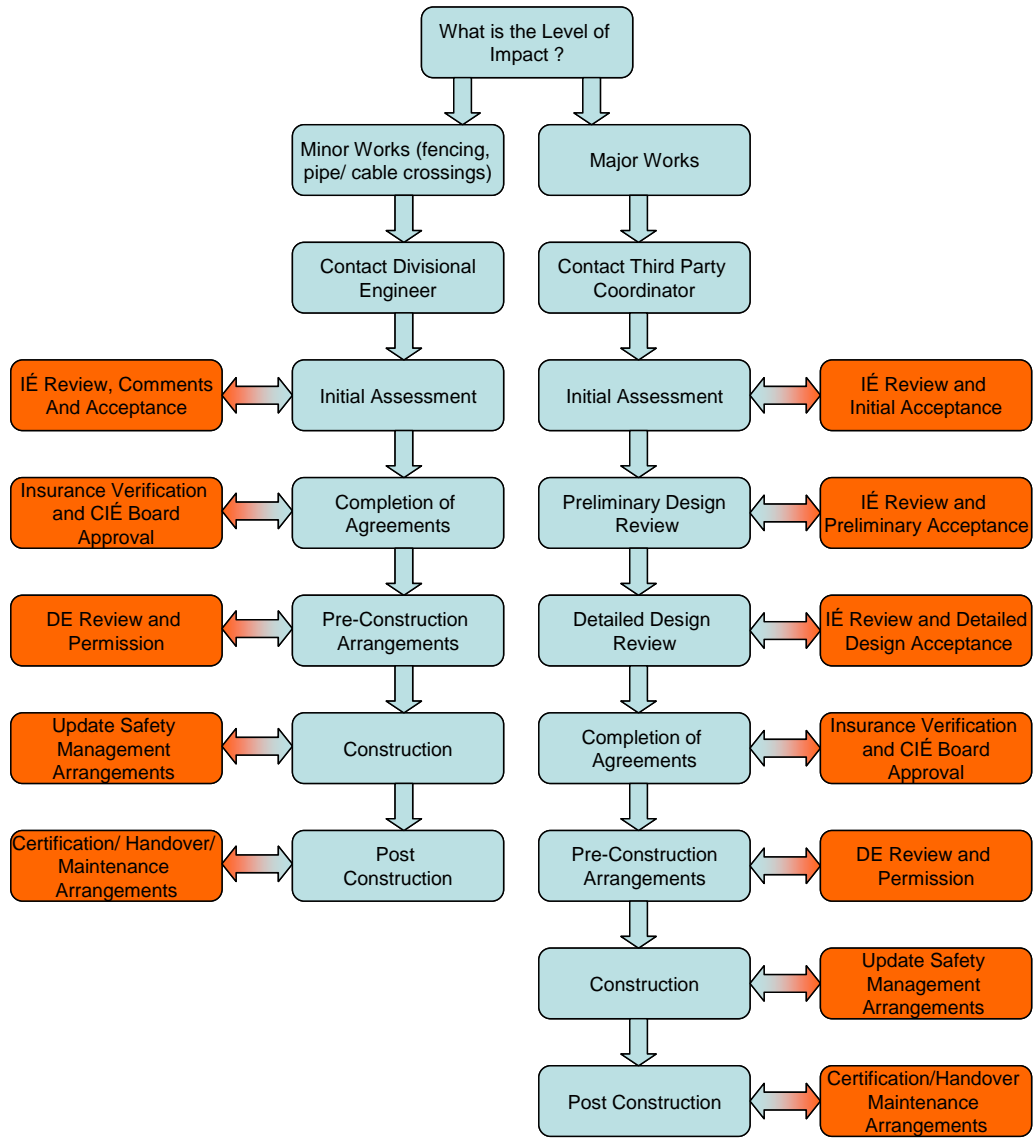 What is the Level of
Impact ?
Minor Works (fencing,
pipe/ cable crossings)
Major Works
Contact Divisional
Engineer
Contact Third Party
Coordinator
IÉ Review, Comments
And Acceptance
Initial Assessment
Initial Assessment
IÉ Review and
Initial Acceptance
Insurance Verification
and CIÉ Board
Approval
Completion of
Agreements
Preliminary Design
Review
IÉ Review and
Preliminary Acceptance
DE Review and
Permission
Pre-Construction
Arrangements
Detailed Design
Review
IÉ Review and Detailed
Design Acceptance
Update Safety
Management
Arrangements
Construction
Completion of
Agreements
Insurance Verification
and CIÉ Board
Approval
Certification/ Handover/
Maintenance
Arrangements
Post
Construction
Pre-Construction
Arrangements
DE Review and
Permission
Construction
Update Safety
Management
Arrangements
Post Construction
Certification/Handover
Maintenance
Arrangements